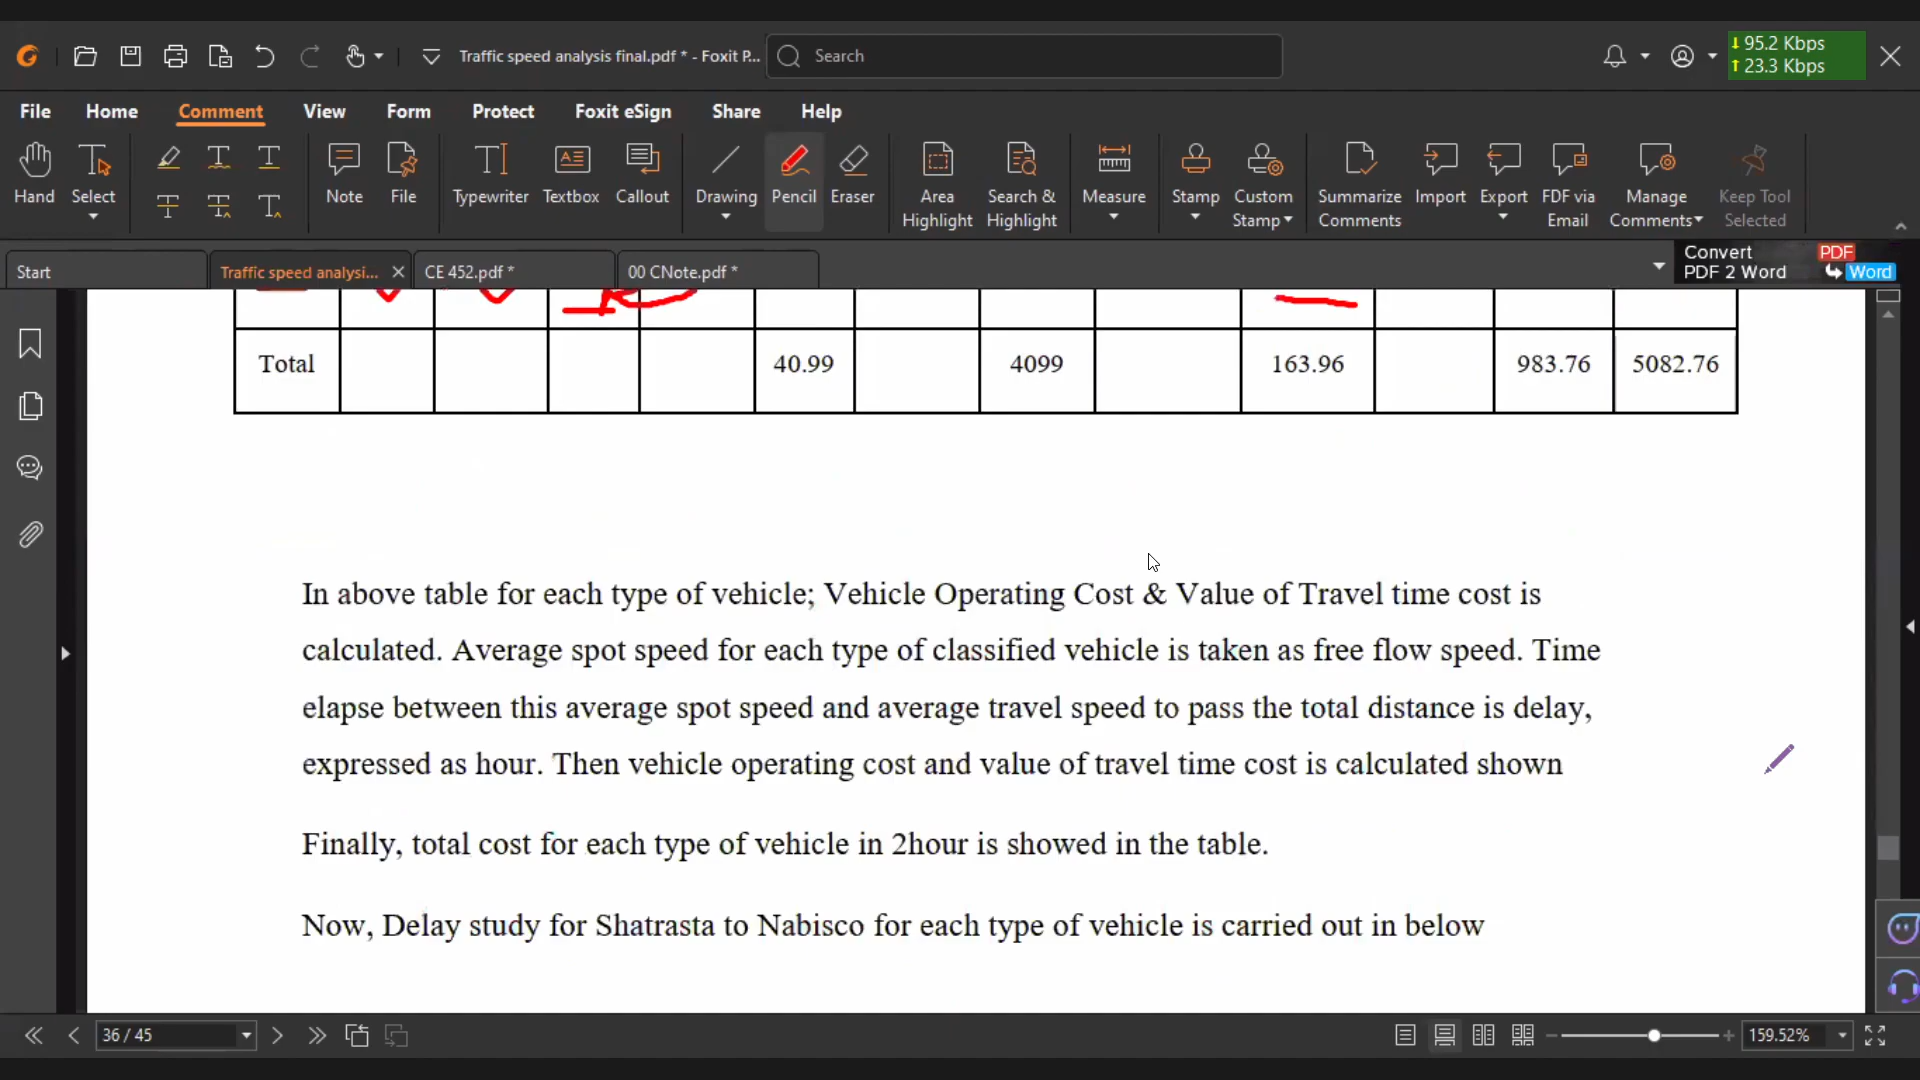 Traffic speed analysis final.pdf * - Foxit P...
Search
95.2 Kbps
23.3 Kbps
File Home Comment View Form Protect Foxit eSign Share Help
Hand Select Note File Typewriter Textbox Callout Drawing Pencil Eraser Area Highlight Search & Highlight Measure Stamp Custom Stamp Summarize Comments Import Export FDF via Email Manage Comments Keep Tool Selected
Start Traffic speed analysi... CE 452.pdf * 00 CNote.pdf *
Convert PDF
PDF 2 Word Word
Total 40.99 4099 163.96 983.76 5082.76
In above table for each type of vehicle; Vehicle Operating Cost & Value of Travel time cost is
calculated. Average spot speed for each type of classified vehicle is taken as free flow speed. Time
elapse between this average spot speed and average travel speed to pass the total distance is delay,
expressed as hour. Then vehicle operating cost and value of travel time cost is calculated shown
Finally, total cost for each type of vehicle in 2hour is showed in the table.
Now, Delay study for Shatrasta to Nabisco for each type of vehicle is carried out in below
36 / 45
159.52%